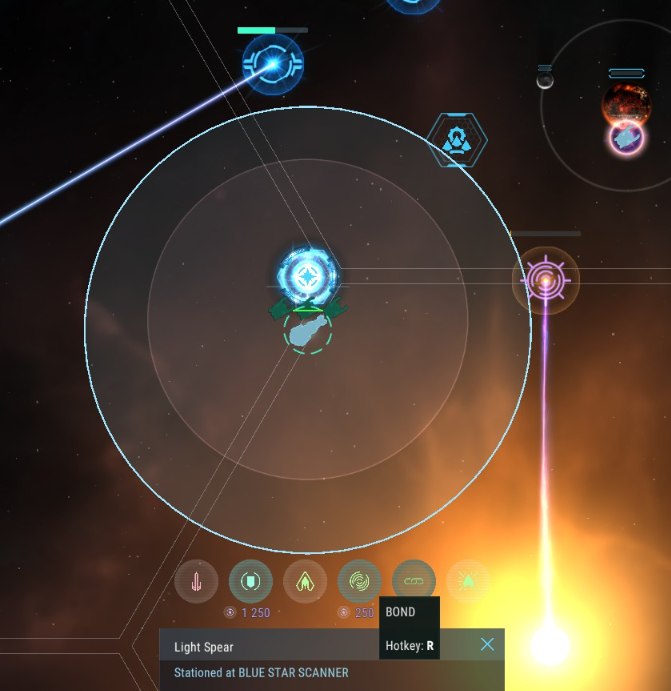 1 250
250
BOND
Hotkey: R
Light Spear
Stationed at BLUE STAR SCANNER